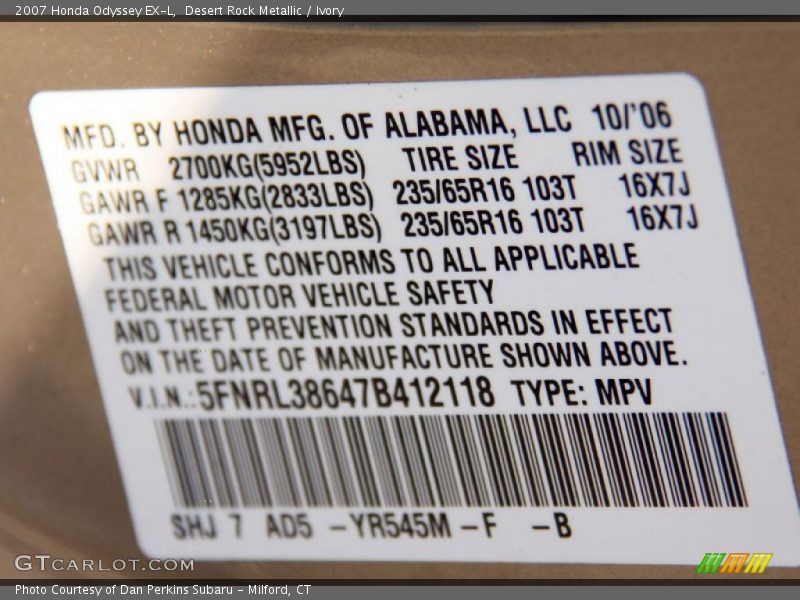 2007 Honda Odyssey EX-L, Desert Rock Metallic / Ivory
MFD. BY HONDA MFG. OF ALABAMA, LLC 10/'06
GVWR 2700KG(5952LBS) TIRE SIZE RIM SIZE
GAWR F 1285KG(2833LBS) 235/65R16 103T 16X7J
GAWR R 1450KG(3197LBS) 235/65R16 103T 16X7J
THIS VEHICLE CONFORMS TO ALL APPLICABLE
FEDERAL MOTOR VEHICLE SAFETY
AND THEFT PREVENTION STANDARDS IN EFFECT
ON THE DATE OF MANUFACTURE SHOWN ABOVE.
V.I.N.:5FNRL38647B412118 TYPE: MPV
SHJ 7 AD5 -YR545M -F -B
GTCARLOT.COM
Photo Courtesy of Dan Perkins Subaru - Milford, CT